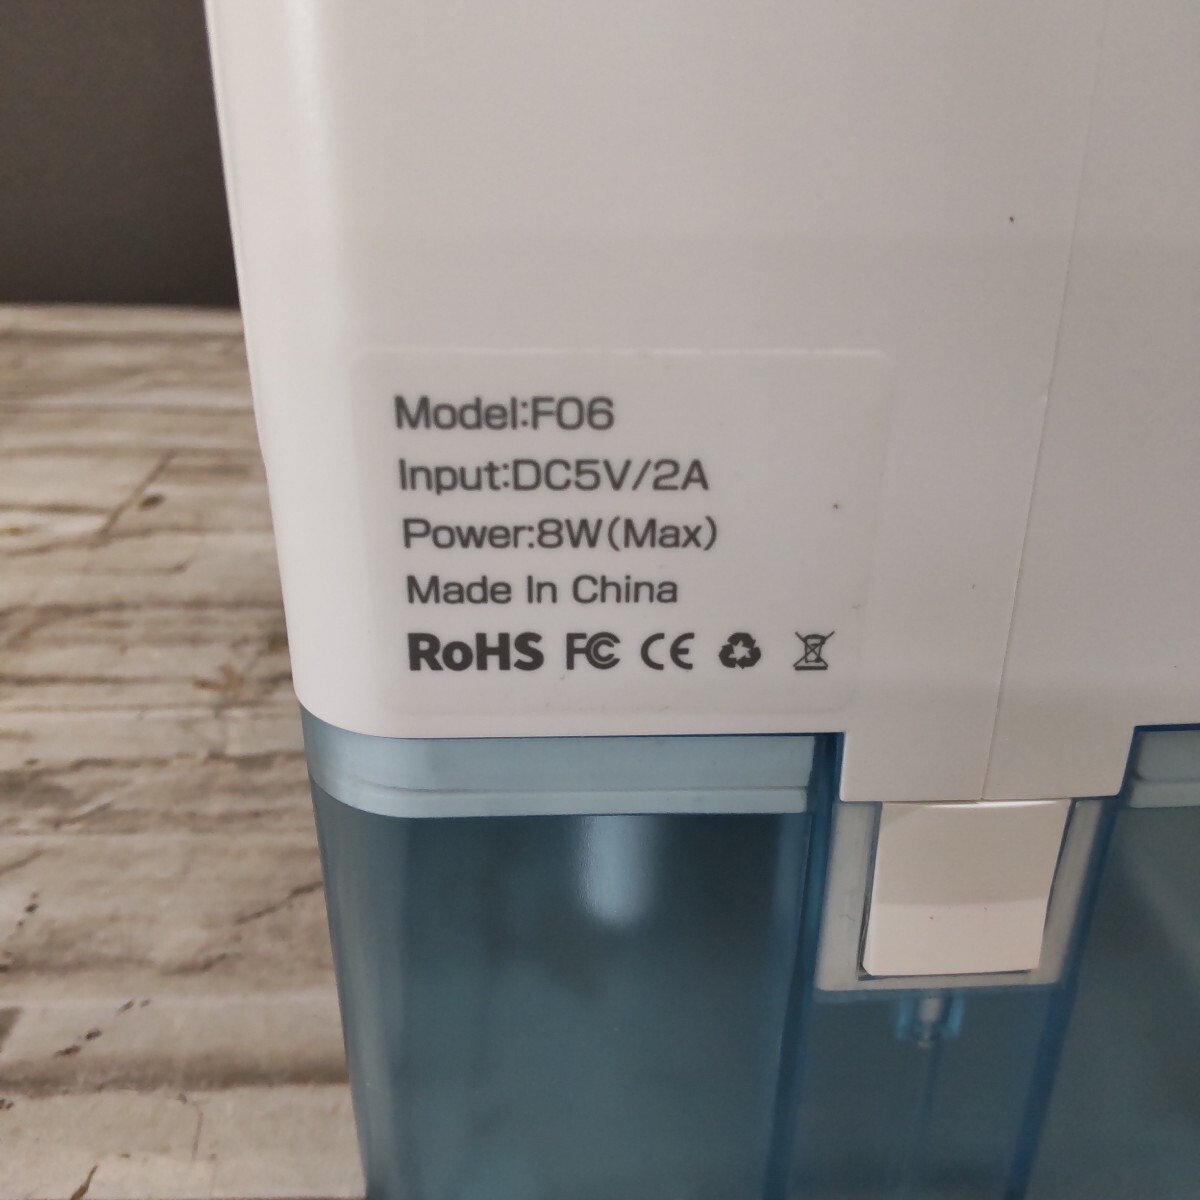 Model:F06
Input:DC5V/2A
Power:8W(Max)
Made In China
RoHS FC CE